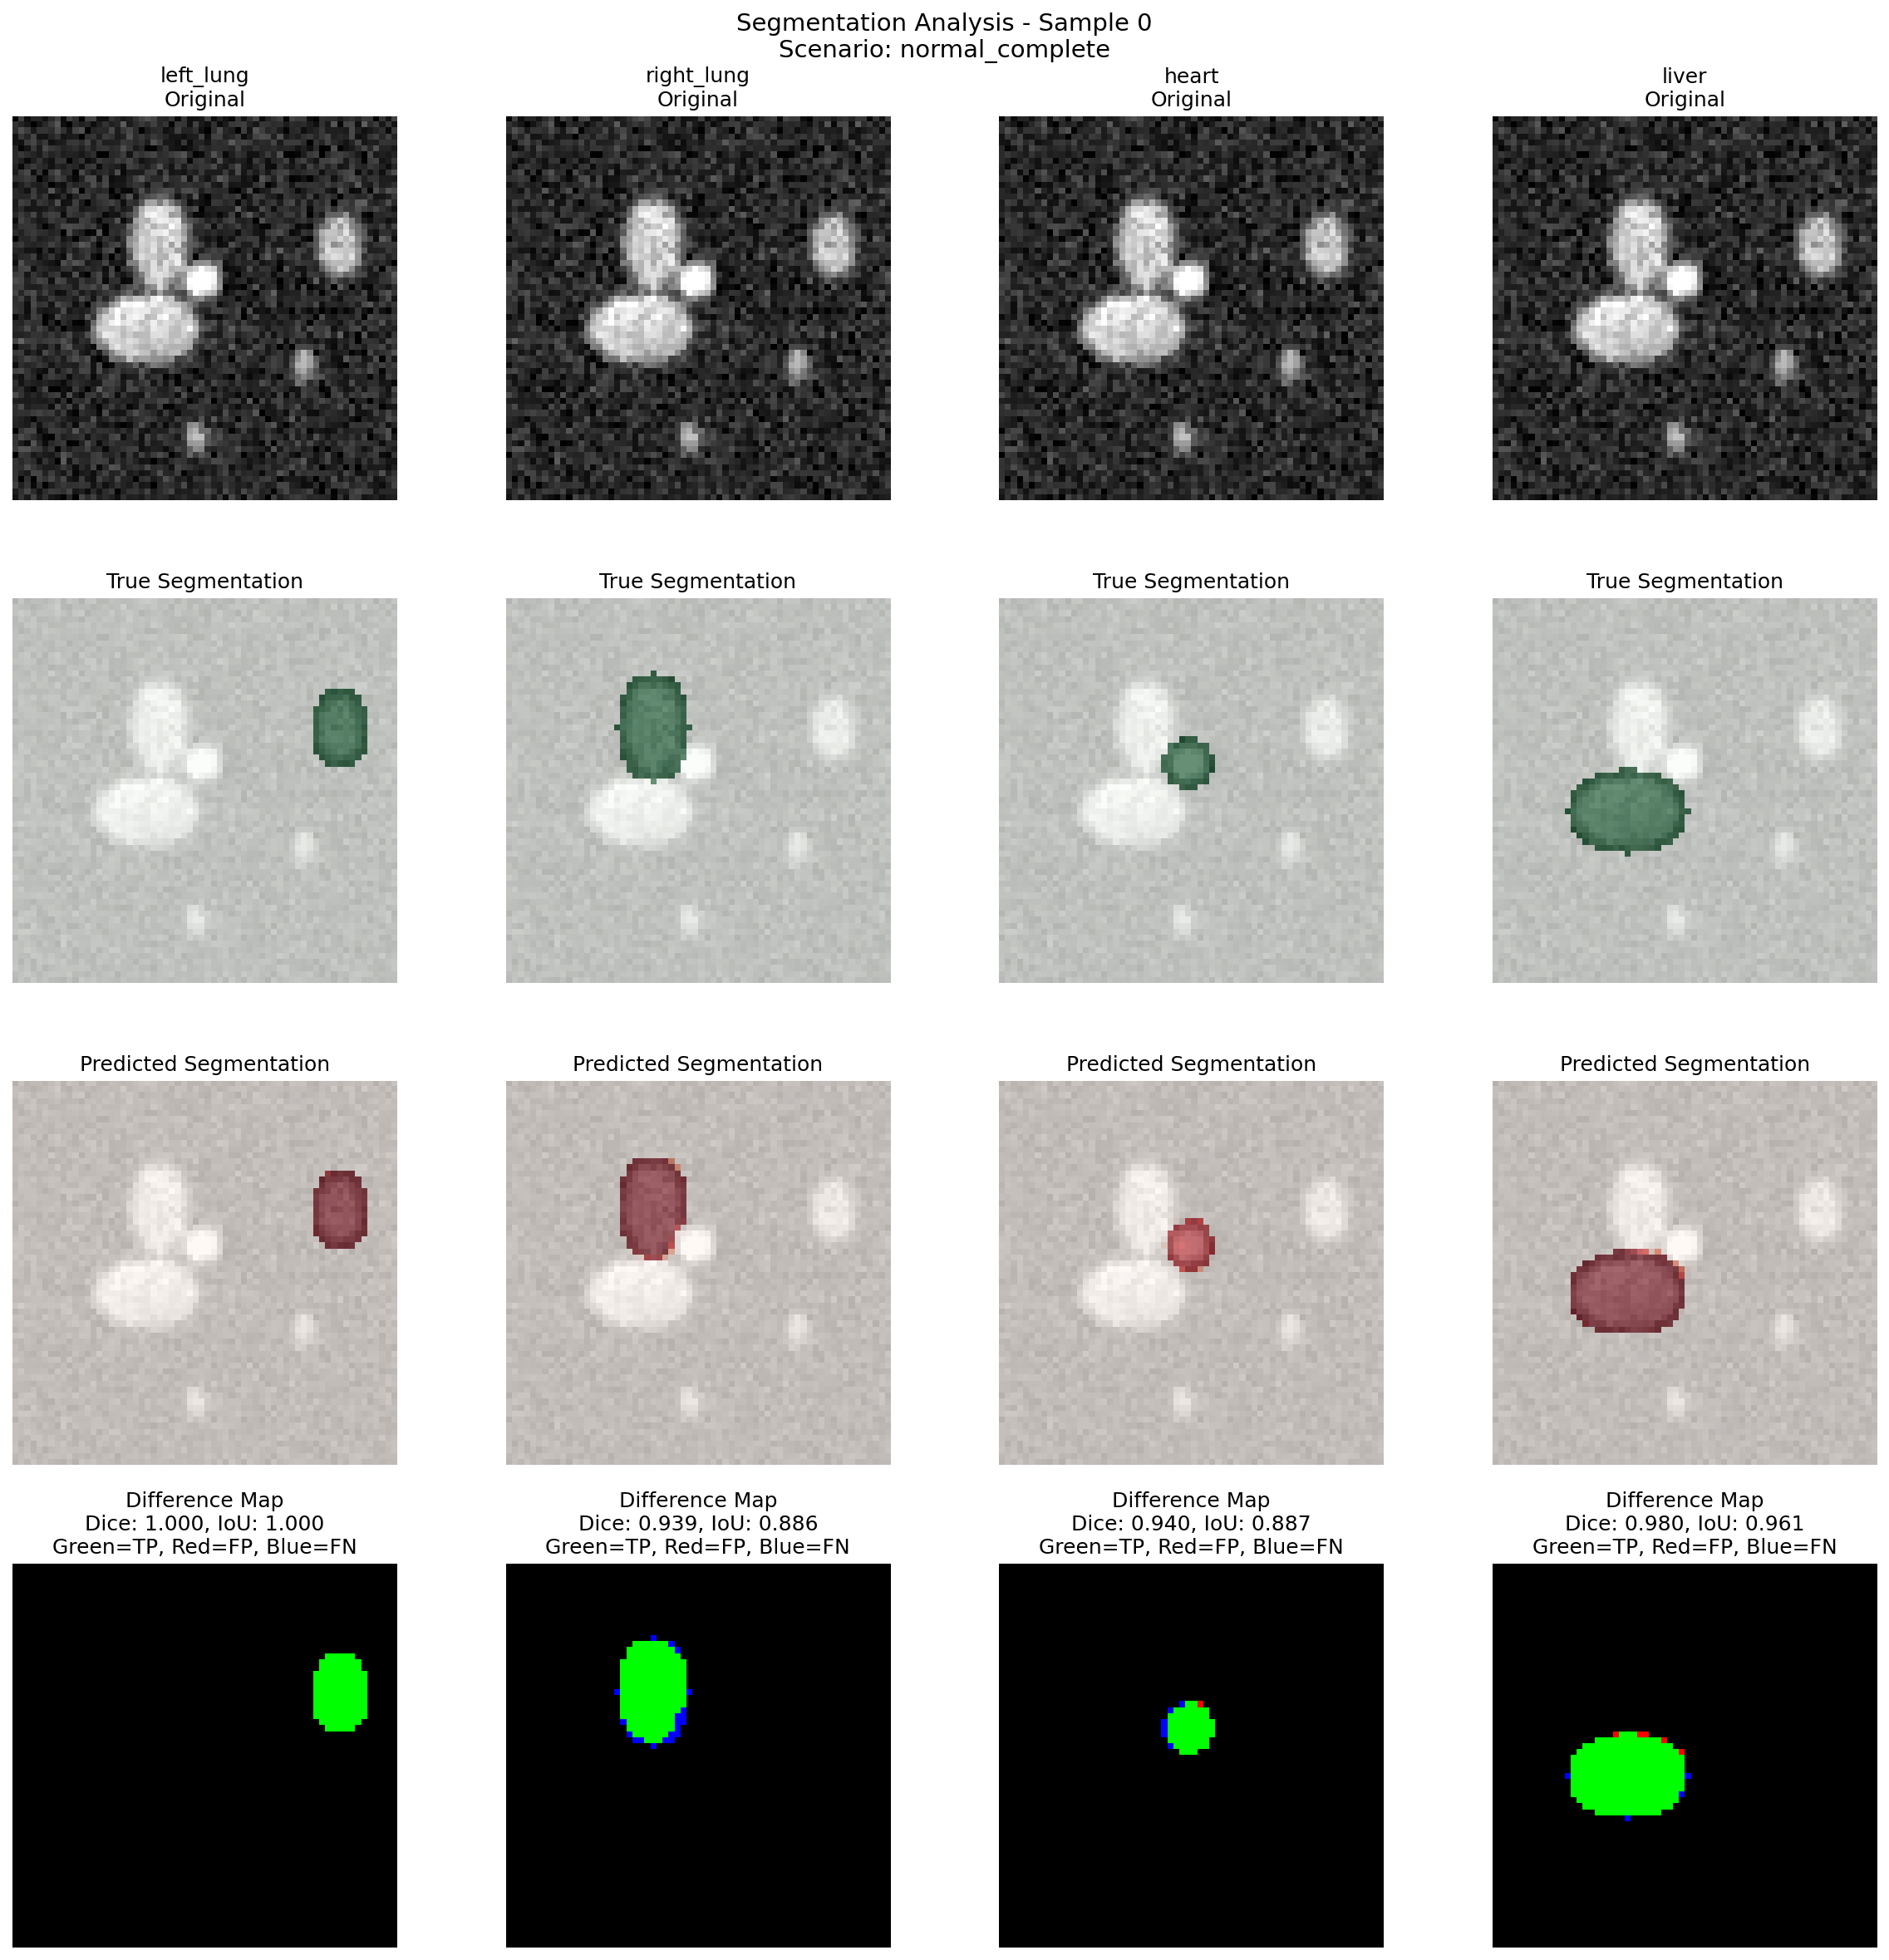 Segmentation Analysis - Sample 0
Scenario: normal_complete
left_lung
Original
right_lung
Original
heart
Original
liver
Original
True Segmentation
True Segmentation
True Segmentation
True Segmentation
Predicted Segmentation
Predicted Segmentation
Predicted Segmentation
Predicted Segmentation
Difference Map
Dice: 1.000, IoU: 1.000
Green=TP, Red=FP, Blue=FN
Difference Map
Dice: 0.939, IoU: 0.886
Green=TP, Red=FP, Blue=FN
Difference Map
Dice: 0.940, IoU: 0.887
Green=TP, Red=FP, Blue=FN
Difference Map
Dice: 0.980, IoU: 0.961
Green=TP, Red=FP, Blue=FN